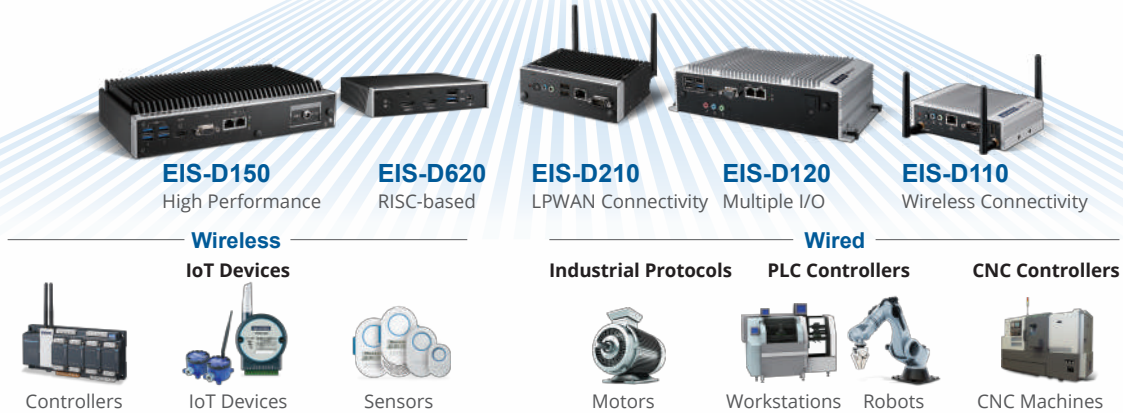 EIS-D150 EIS-D620 EIS-D210 EIS-D120 EIS-D110
High Performance RISC-based LPWAN Connectivity Multiple I/O Wireless Connectivity
Wireless Wired
IoT Devices Industrial Protocols PLC Controllers CNC Controllers
Controllers IoT Devices Sensors Motors Workstations Robots CNC Machines